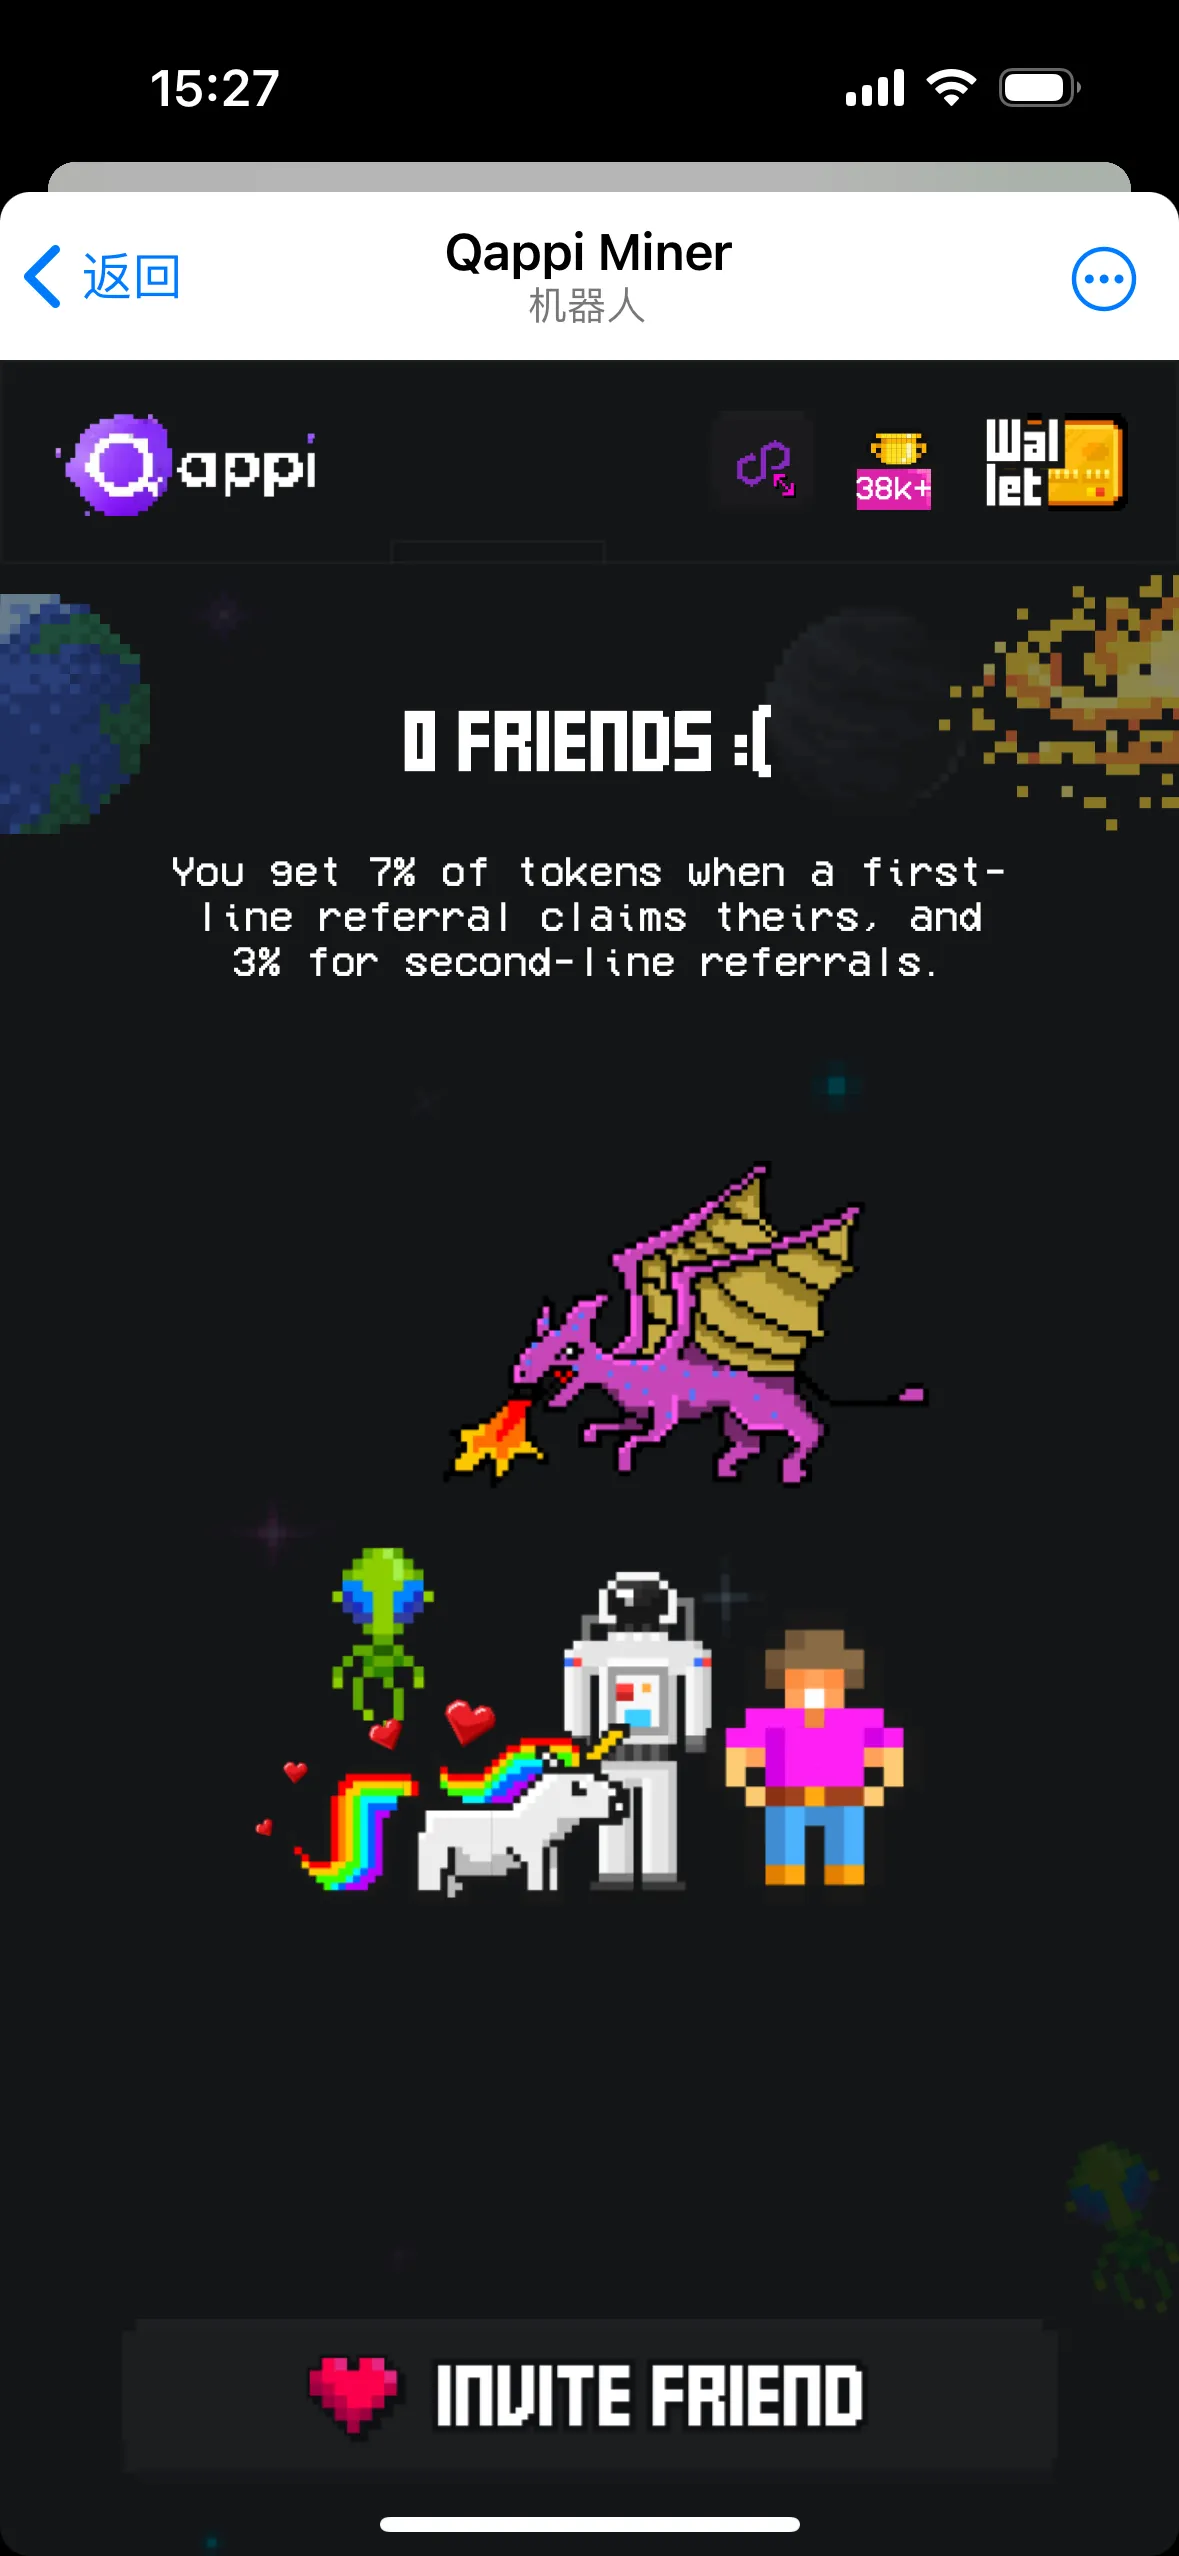 15:27
返回
Qappi Miner
机器人
Qappi
38k+
Wal
let
0 FRIENDS :(
You get 7% of tokens when a first-
line referral claims theirs, and
3% for second-line referrals.
INVITE FRIEND